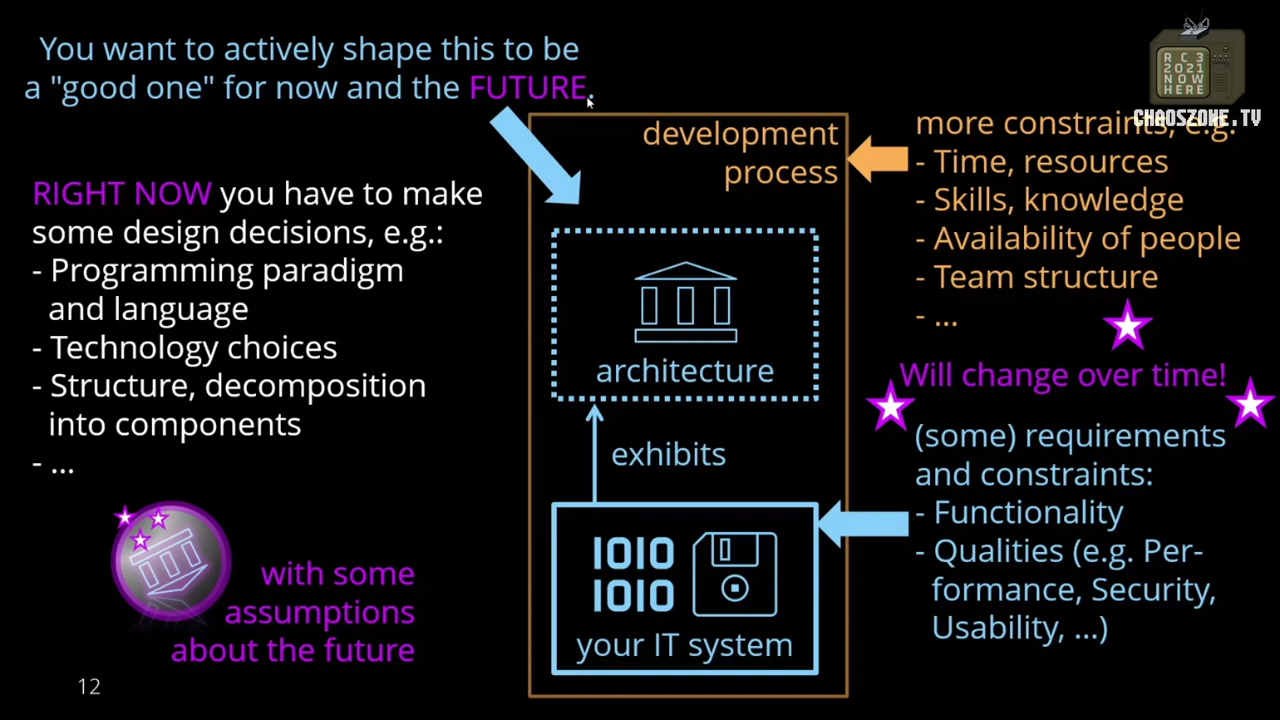 You want to actively shape this to be
a "good one" for now and the FUTURE.
RIGHT NOW you have to make
some design decisions, e.g.:
- Programming paradigm
and language
- Technology choices
- Structure, decomposition
into components
- ...
with some
assumptions
about the future
12
development
process
architecture
exhibits
1010
1010
your IT system
RC3
2021
NOW
HERE
CHAOSZONE.TV
more constraints, e.g.
- Time, resources
- Skills, knowledge
- Availability of people
- Team structure
- ...
Will change over time!
(some) requirements
and constraints:
- Functionality
- Qualities (e.g. Per-
formance, Security,
Usability, ...)